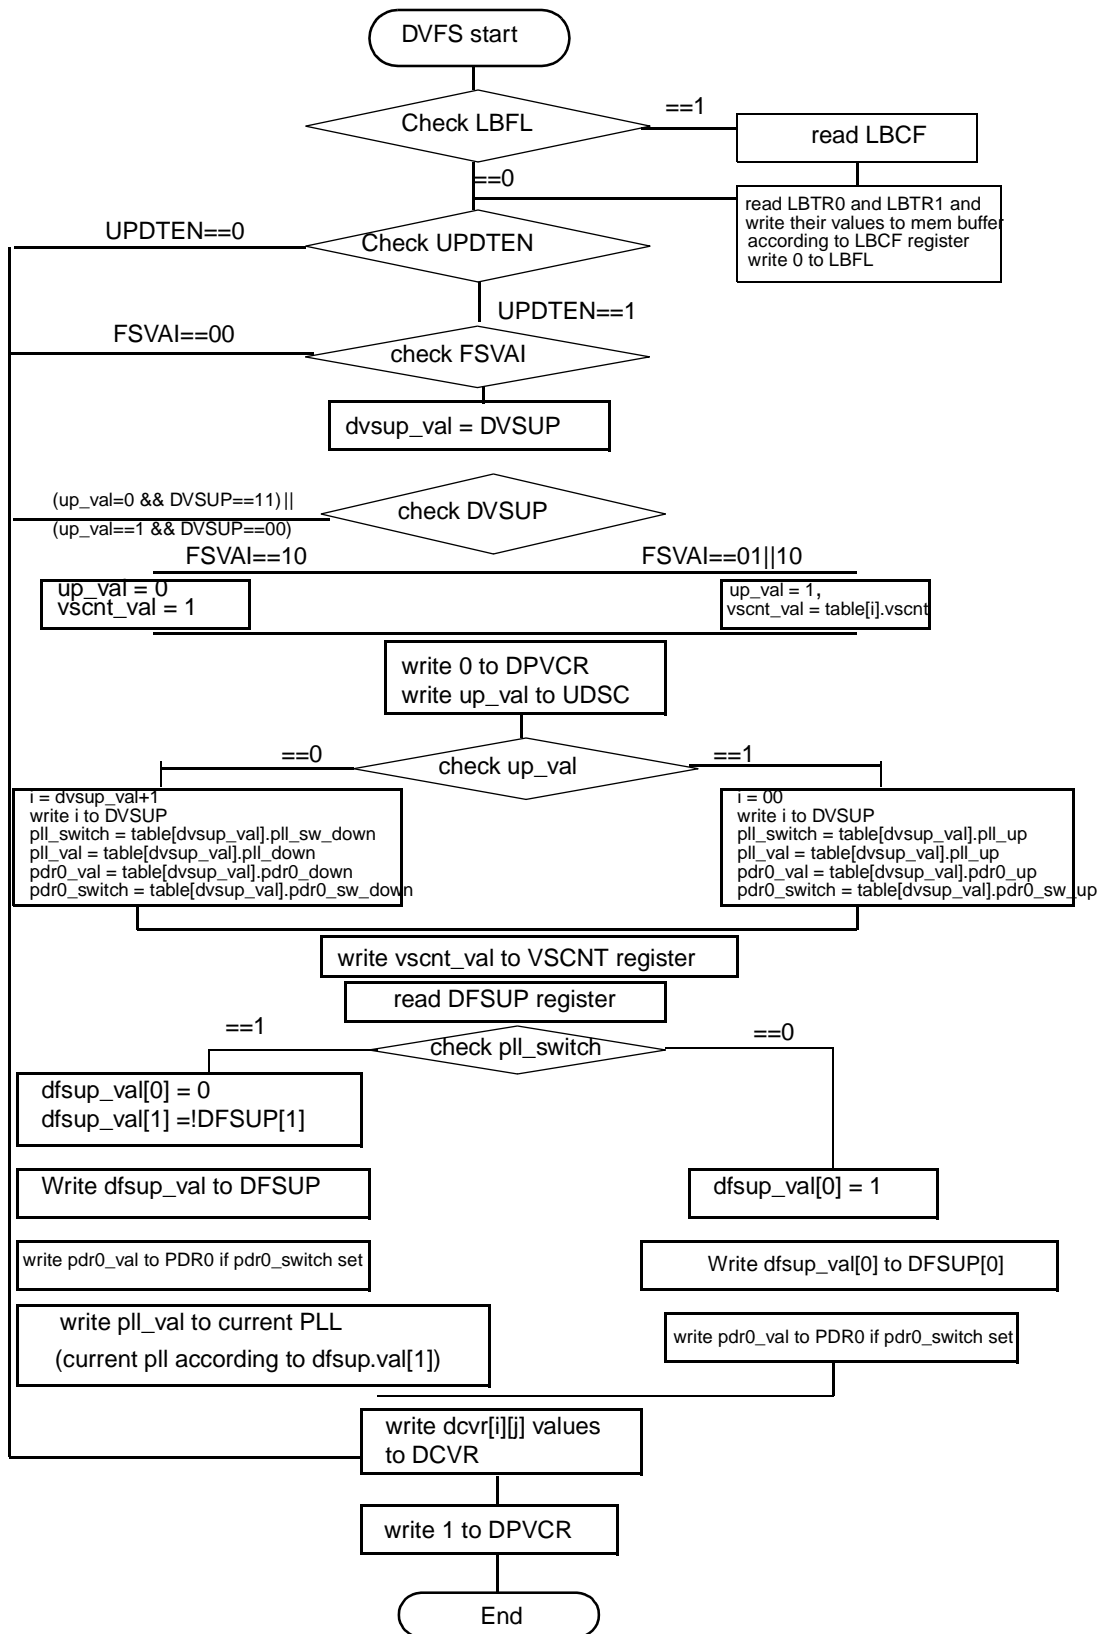 DVFS start
==1
Check LBFL
read LBCF
==0
read LBTR0 and LBTR1 and
write their values to mem buffer
according to LBCF register
write 0 to LBFL
UPDTEN==0
Check UPDTEN
UPDTEN==1
FSVAI==00
check FSVAI
dvsup_val = DVSUP
(up_val=0 && DVSUP==11)||
(up_val==1 && DVSUP==00)
check DVSUP
FSVAI==10
FSVAI==01||10
up_val = 0
vscnt_val = 1
up_val = 1,
vscnt_val = table[i].vscnt
write 0 to DPVCR
write up_val to UDSC
==0
check up_val
==1
i = dvsup_val+1
write i to DVSUP
pll_switch = table[dvsup_val].pll_sw_down
pll_val = table[dvsup_val].pll_down
pdr0_val = table[dvsup_val].pdr0_down
pdr0_switch = table[dvsup_val].pdr0_sw_down
i = 00
write i to DVSUP
pll_switch = table[dvsup_val].pll_up
pll_val = table[dvsup_val].pll_up
pdr0_val = table[dvsup_val].pdr0_up
pdr0_switch = table[dvsup_val].pdr0_sw_up
write vscnt_val to VSCNT register
read DFSUP register
==1
check pll_switch
==0
dfsup_val[0] = 0
dfsup_val[1] =!DFSUP[1]
Write dfsup_val to DFSUP
dfsup_val[0] = 1
write pdr0_val to PDR0 if pdr0_switch set
Write dfsup_val[0] to DFSUP[0]
write pll_val to current PLL
(current pll according to dfsup.val[1])
write pdr0_val to PDR0 if pdr0_switch set
write dcvr[i][j] values
to DCVR
write 1 to DPVCR
End